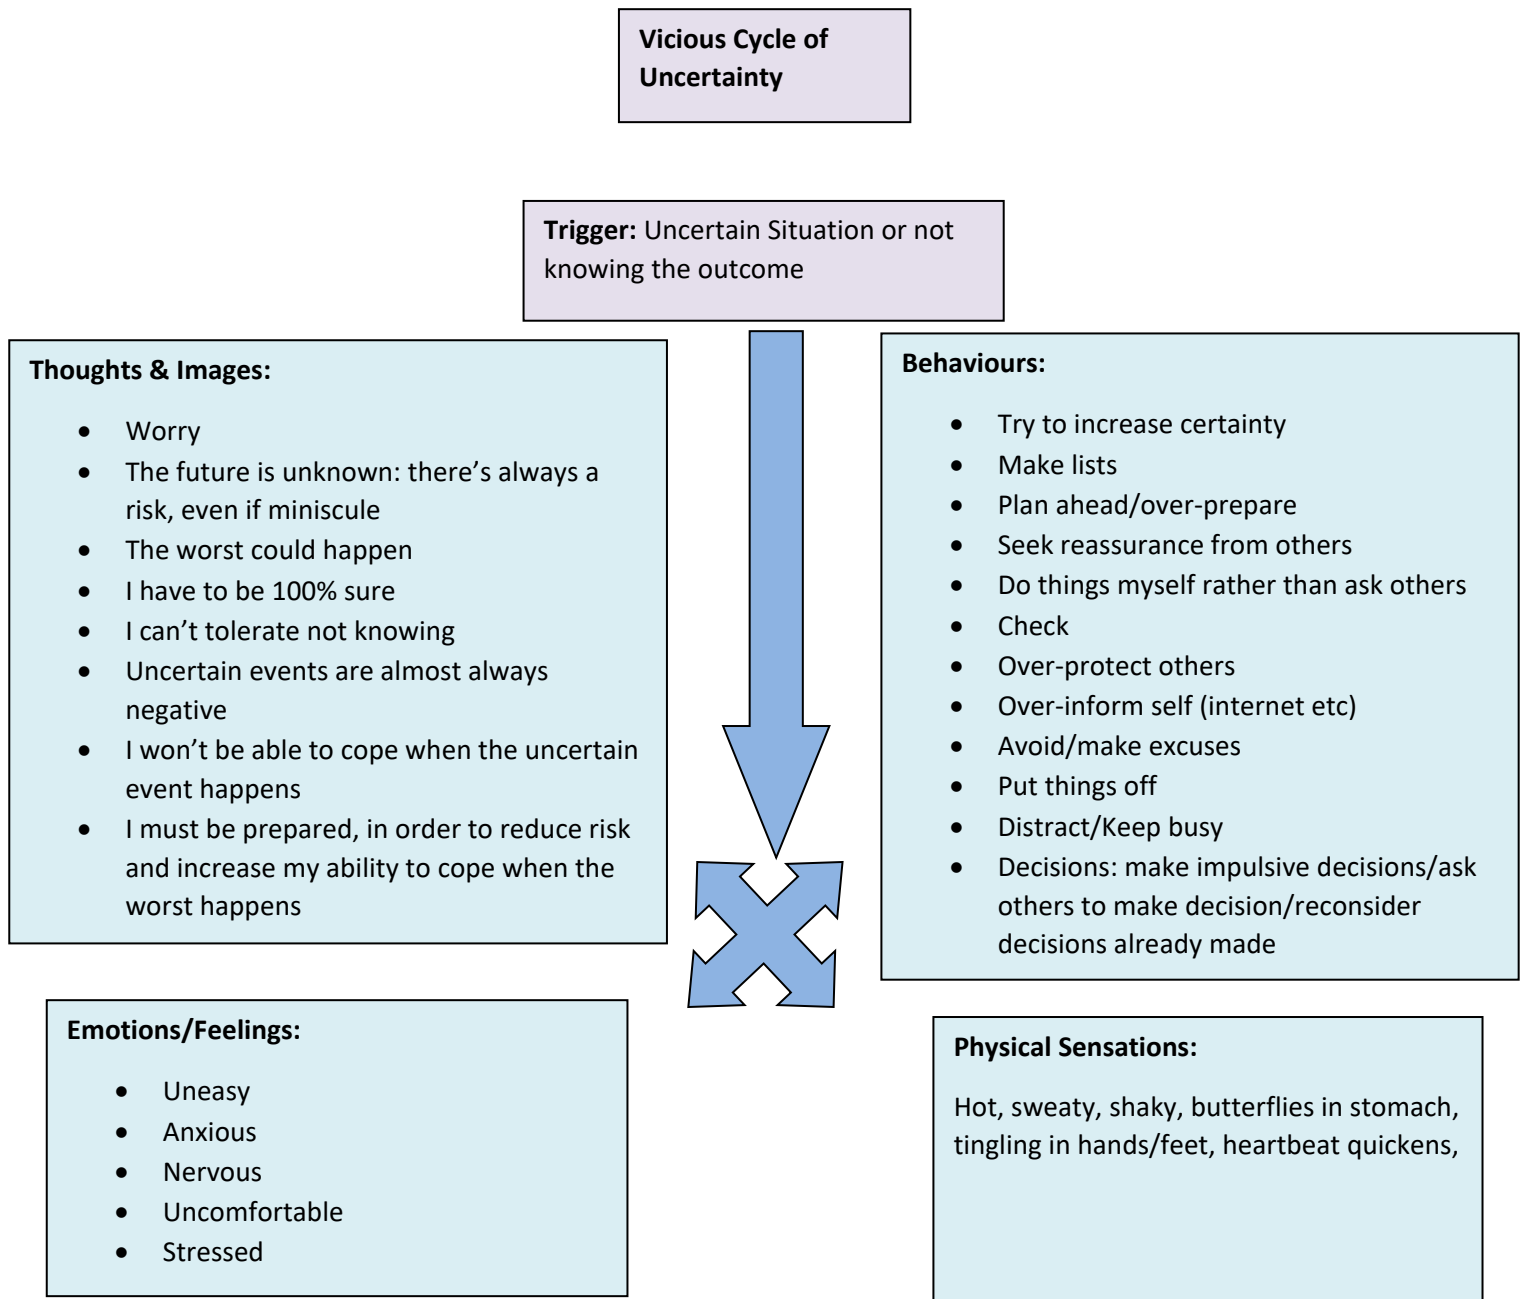 Vicious Cycle of
Uncertainty
Trigger: Uncertain Situation or not
knowing the outcome
Thoughts & Images:
• Worry
• The future is unknown: there’s always a
risk, even if miniscule
• The worst could happen
• I have to be 100% sure
• I can’t tolerate not knowing
• Uncertain events are almost always
negative
• I won’t be able to cope when the uncertain
event happens
• I must be prepared, in order to reduce risk
and increase my ability to cope when the
worst happens
Behaviours:
• Try to increase certainty
• Make lists
• Plan ahead/over-prepare
• Seek reassurance from others
• Do things myself rather than ask others
• Check
• Over-protect others
• Over-inform self (internet etc)
• Avoid/make excuses
• Put things off
• Distract/Keep busy
• Decisions: make impulsive decisions/ask
others to make decision/reconsider
decisions already made
Emotions/Feelings:
• Uneasy
• Anxious
• Nervous
• Uncomfortable
• Stressed
Physical Sensations:
Hot, sweaty, shaky, butterflies in stomach,
tingling in hands/feet, heartbeat quickens,